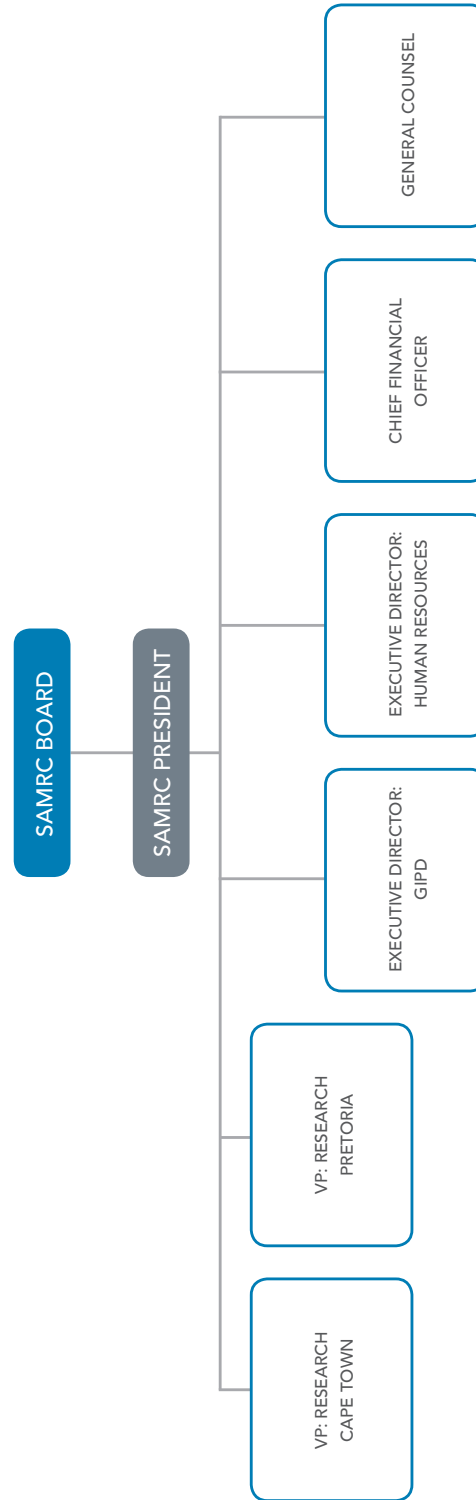 SAMRC BOARD
SAMRC PRESIDENT
VP: RESEARCH
CAPE TOWN
VP: RESEARCH
PRETORIA
EXECUTIVE DIRECTOR:
GIPD
EXECUTIVE DIRECTOR:
HUMAN RESOURCES
CHIEF FINANCIAL
OFFICER
GENERAL COUNSEL